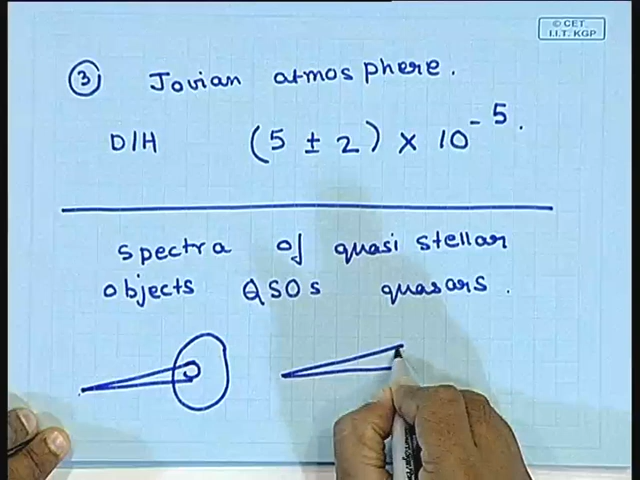 © CET
I.I.T. KGP
③ Jovian atmosphere.
D/H (5 ± 2) × 10⁻⁵.
spectra of quasi stellar
objects QSOs quasars.